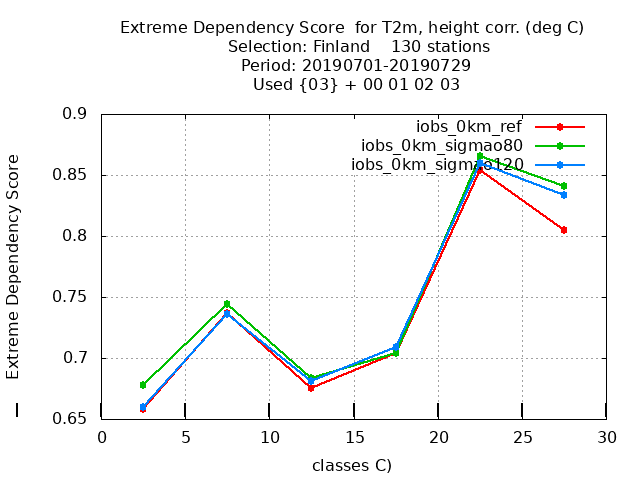 Extreme Dependency Score  for T2m, height corr. (deg C)
Selection: Finland    130 stations
Period: 20190701-20190729
Used {03} + 00 01 02 03
iobs_0km_ref
iobs_0km_sigmao80
iobs_0km_sigmao120
Extreme Dependency Score
0.9
0.85
0.8
0.75
0.7
0.65
0 5 10 15 20 25 30
classes C)